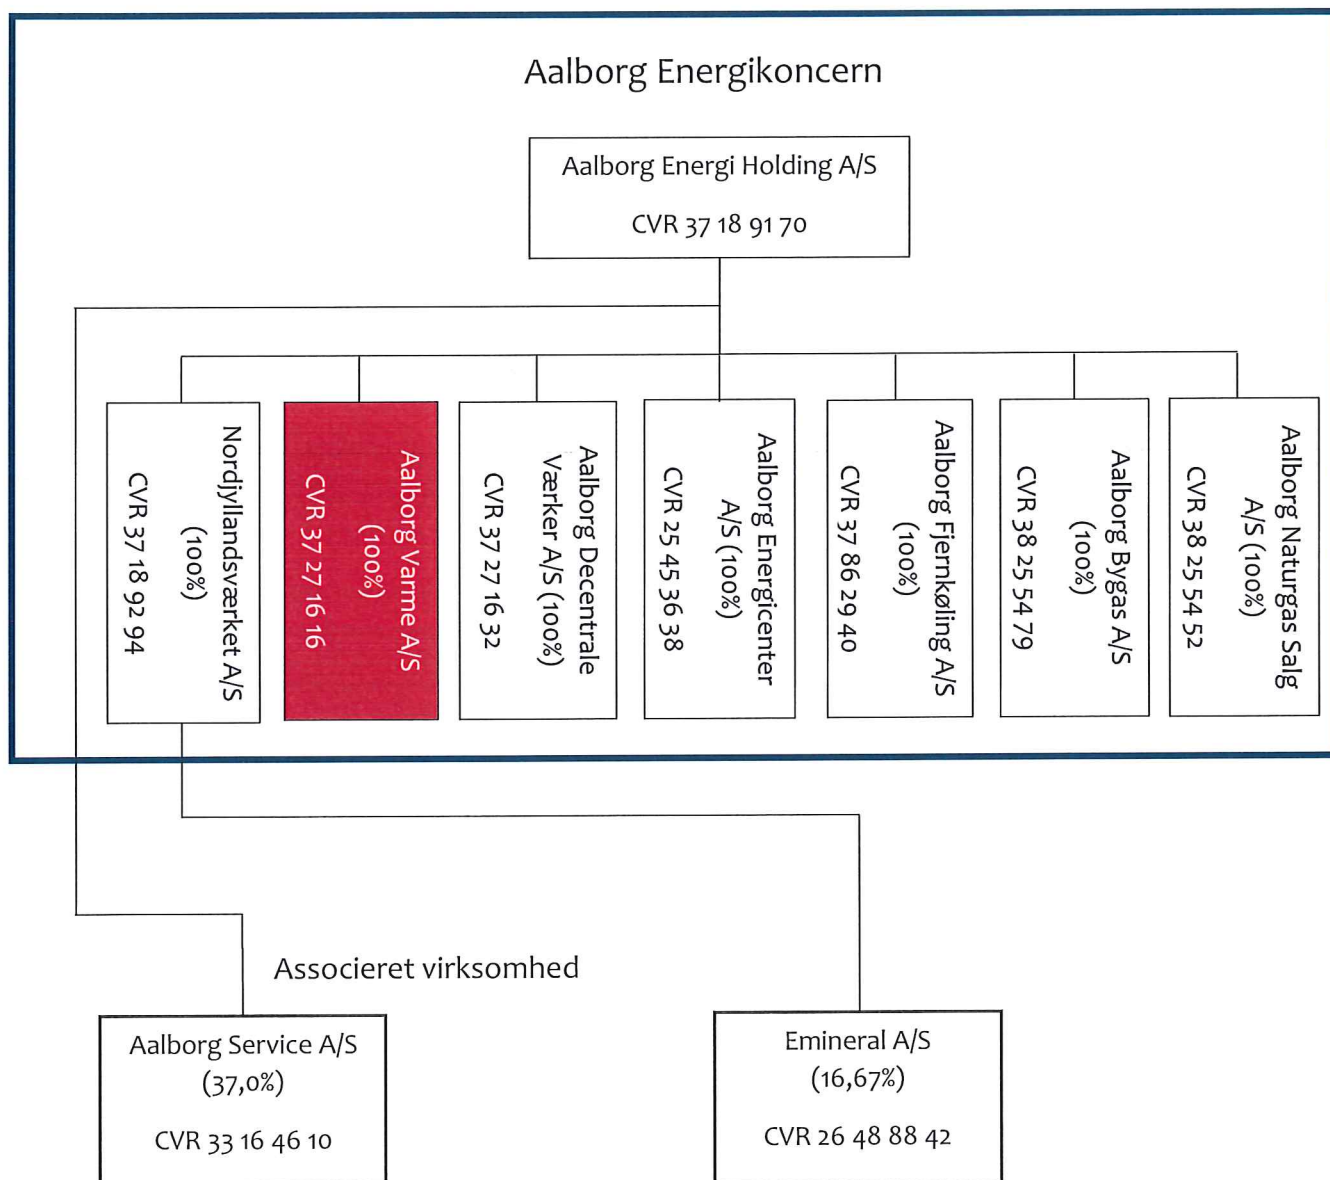 Aalborg Energikoncern
Aalborg Energi Holding A/S
CVR 37 18 91 70
Nordjyllandsværket A/S
(100%)
CVR 37 18 92 94
Aalborg Varme A/S
(100%)
CVR 37 27 16 16
Aalborg Decentrale
Værker A/S (100%)
CVR 37 27 16 32
Aalborg Energicenter
A/S (100%)
CVR 25 45 36 38
Aalborg Fjernkøling A/S
(100%)
CVR 37 86 29 40
Aalborg Bygas A/S
(100%)
CVR 38 25 54 79
Aalborg Naturgas Salg
A/S (100%)
CVR 38 25 54 52
Associeret virksomhed
Aalborg Service A/S
(37,0%)
CVR 33 16 46 10
Emineral A/S
(16,67%)
CVR 26 48 88 42